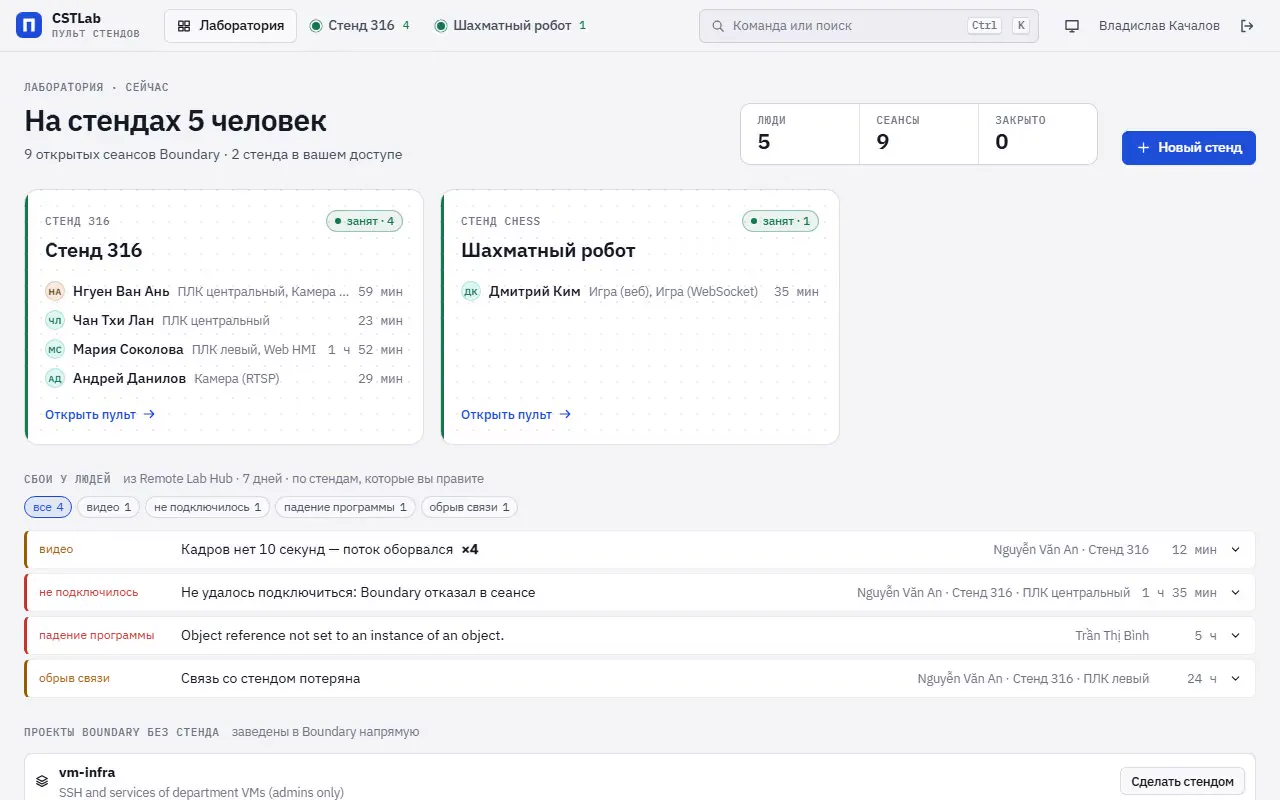 CSTLab
ПУЛЬТ СТЕНДОВ
Лаборатория
Стенд 316 4
Шахматный робот 1
Команда или поиск Ctrl K
Владислав Качалов
ЛАБОРАТОРИЯ · СЕЙЧАС
На стендах 5 человек
9 открытых сеансов Boundary · 2 стенда в вашем доступе
ЛЮДИ
5
СЕАНСЫ
9
ЗАКРЫТО
0
Новый стенд
СТЕНД 316
занят · 4
Стенд 316
НА Нгуен Ван Ань ПЛК центральный, Камера ... 59 мин
ЧЛ Чан Тхи Лан ПЛК центральный 23 мин
МС Мария Соколова ПЛК левый, Web HMI 1 ч 52 мин
АД Андрей Данилов Камера (RTSP) 29 мин
Открыть пульт →
СТЕНД CHESS
занят · 1
Шахматный робот
ДК Дмитрий Ким Игра (веб), Игра (WebSocket) 35 мин
Открыть пульт →
СБОИ У ЛЮДЕЙ из Remote Lab Hub · 7 дней · по стендам, которые вы правите
все 4 видео 1 не подключилось 1 падение программы 1 обрыв связи 1
видео Кадров нет 10 секунд — поток оборвался ×4 Nguyễn Văn An · Стенд 316 12 мин
не подключилось Не удалось подключиться: Boundary отказал в сеансе Nguyễn Văn An · Стенд 316 · ПЛК центральный 1 ч 35 мин
падение программы Object reference not set to an instance of an object. Trần Thị Bình 5 ч
обрыв связи Связь со стендом потеряна Nguyễn Văn An · Стенд 316 · ПЛК левый 24 ч
ПРОЕКТЫ BOUNDARY БЕЗ СТЕНДА заведены в Boundary напрямую
vm-infra
SSH and services of department VMs (admins only)
Сделать стендом